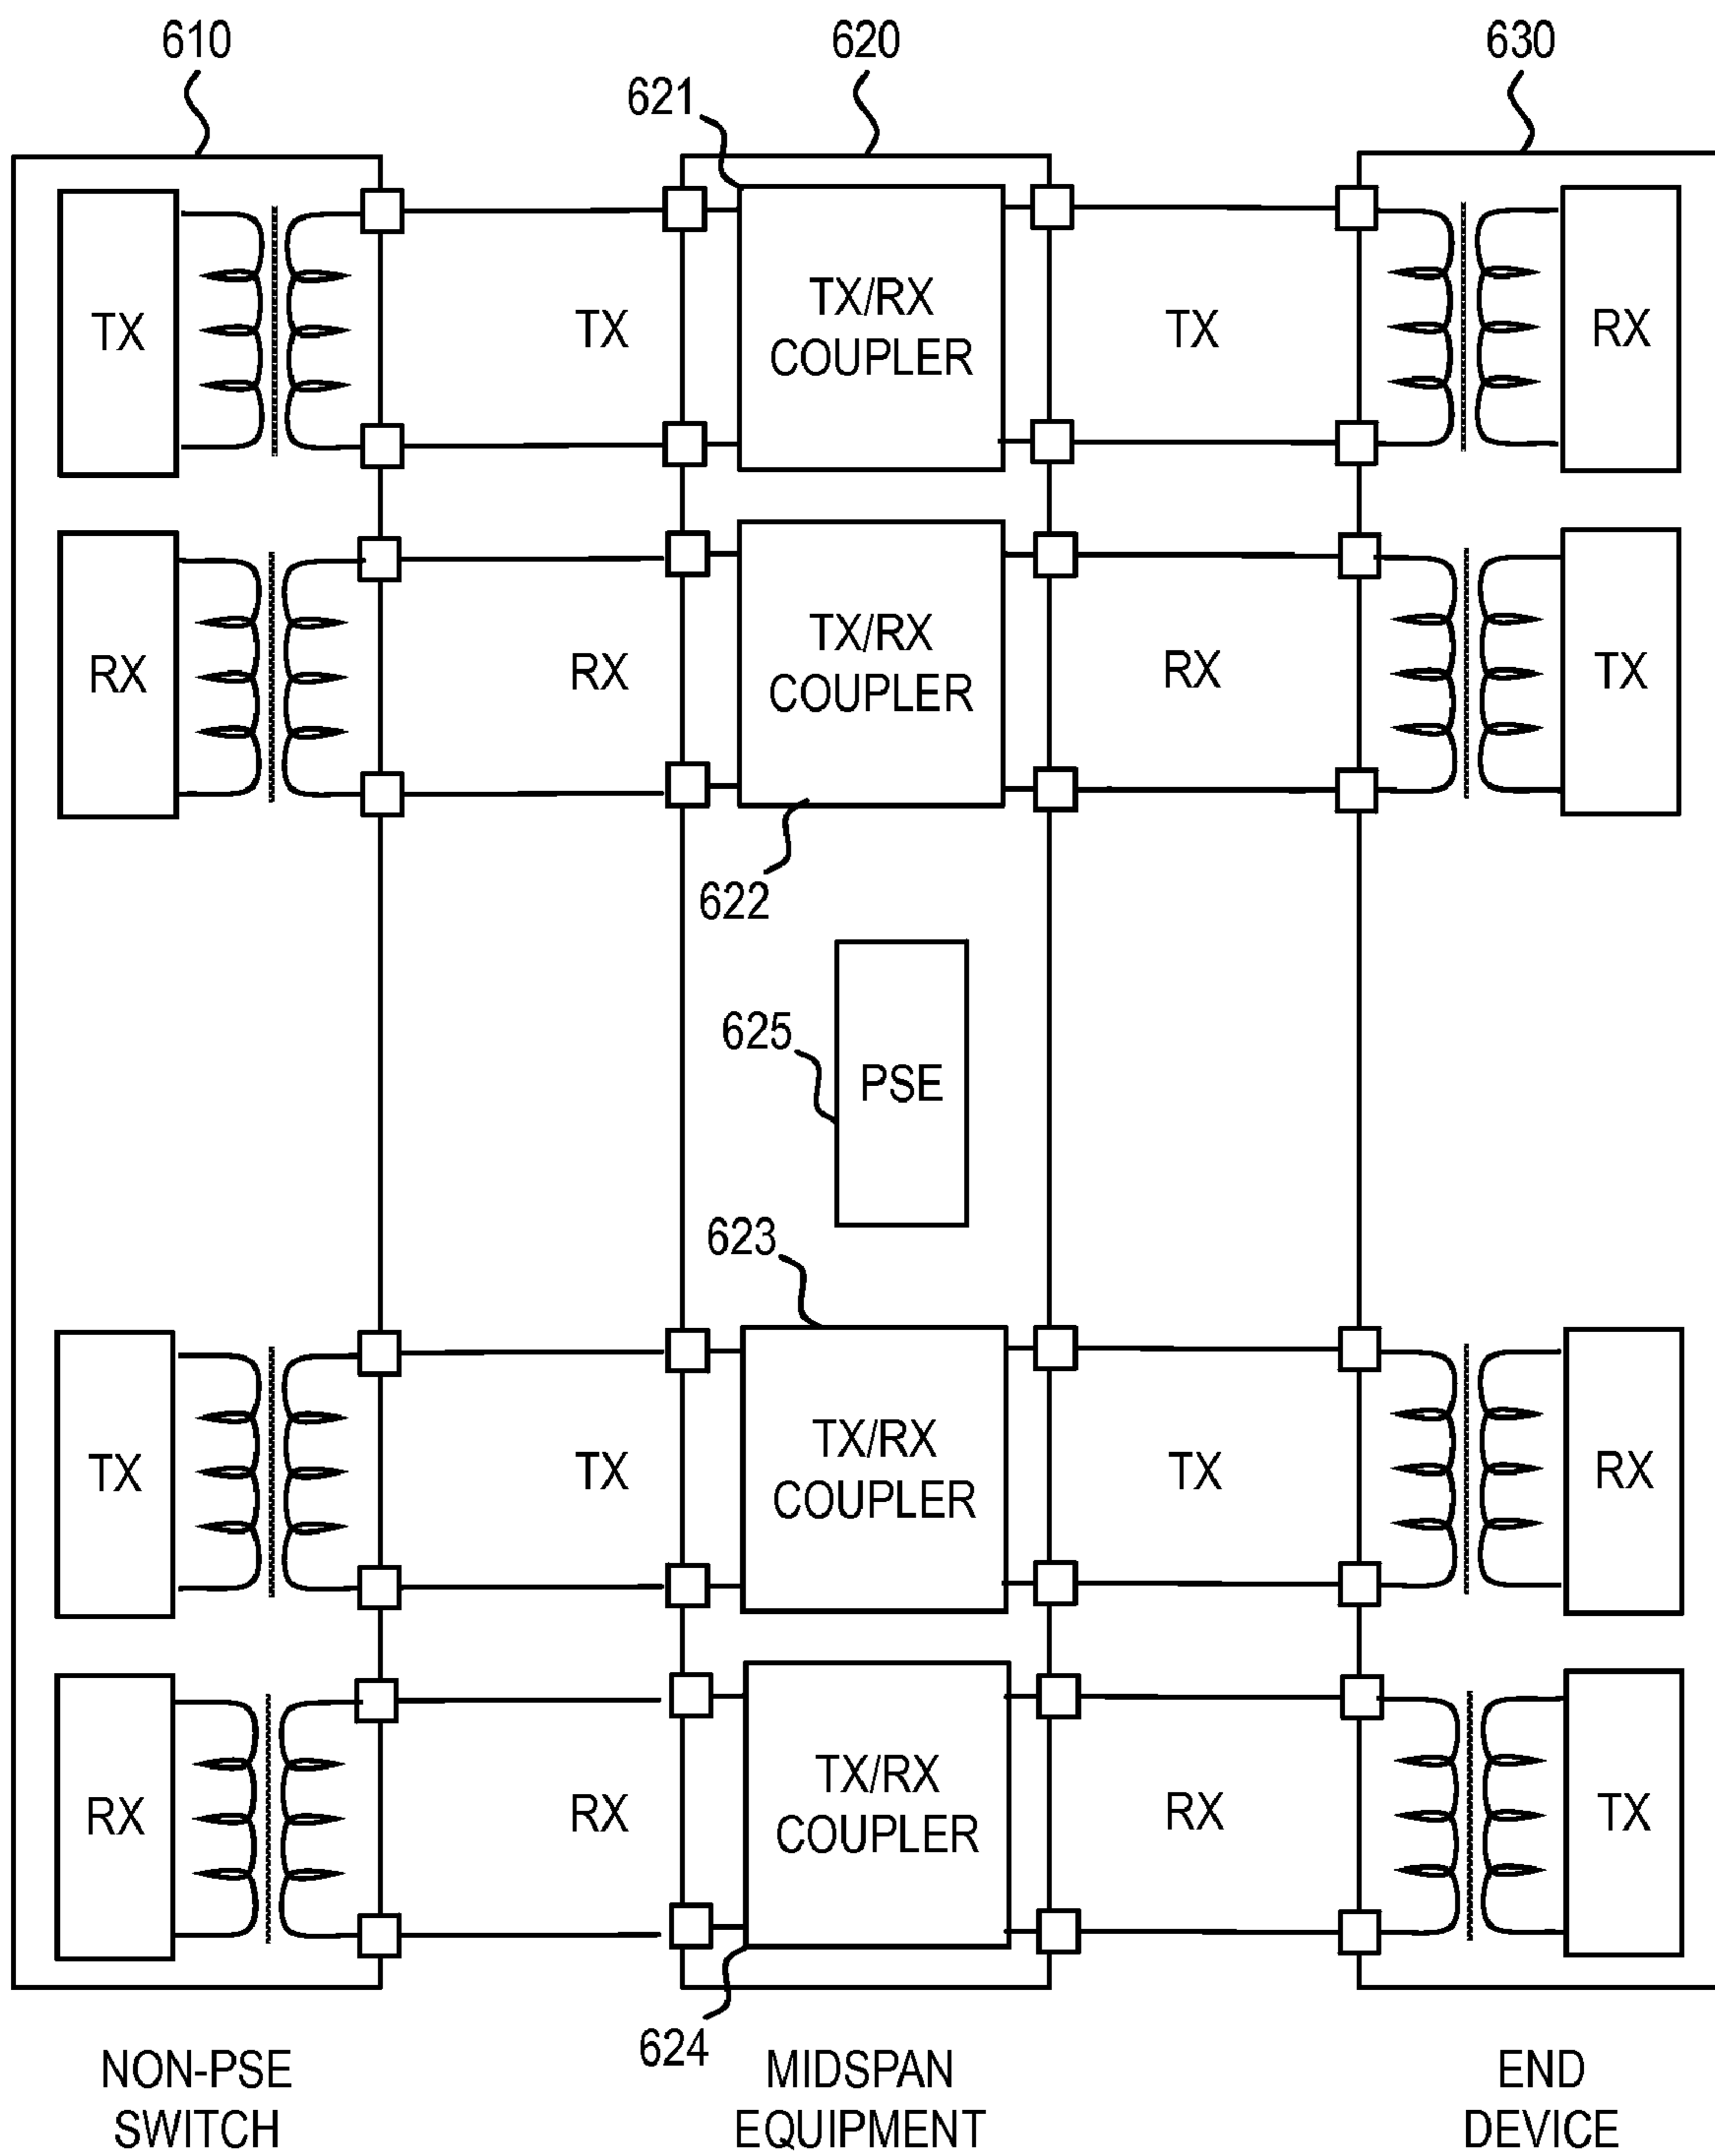 610
620
630
621
TX
TX
TX/RX
COUPLER
TX
RX
RX
RX
TX/RX
COUPLER
RX
TX
622
625
PSE
623
TX
TX
TX/RX
COUPLER
TX
RX
RX
RX
TX/RX
COUPLER
RX
TX
624
NON-PSE
SWITCH
MIDSPAN
EQUIPMENT
END
DEVICE